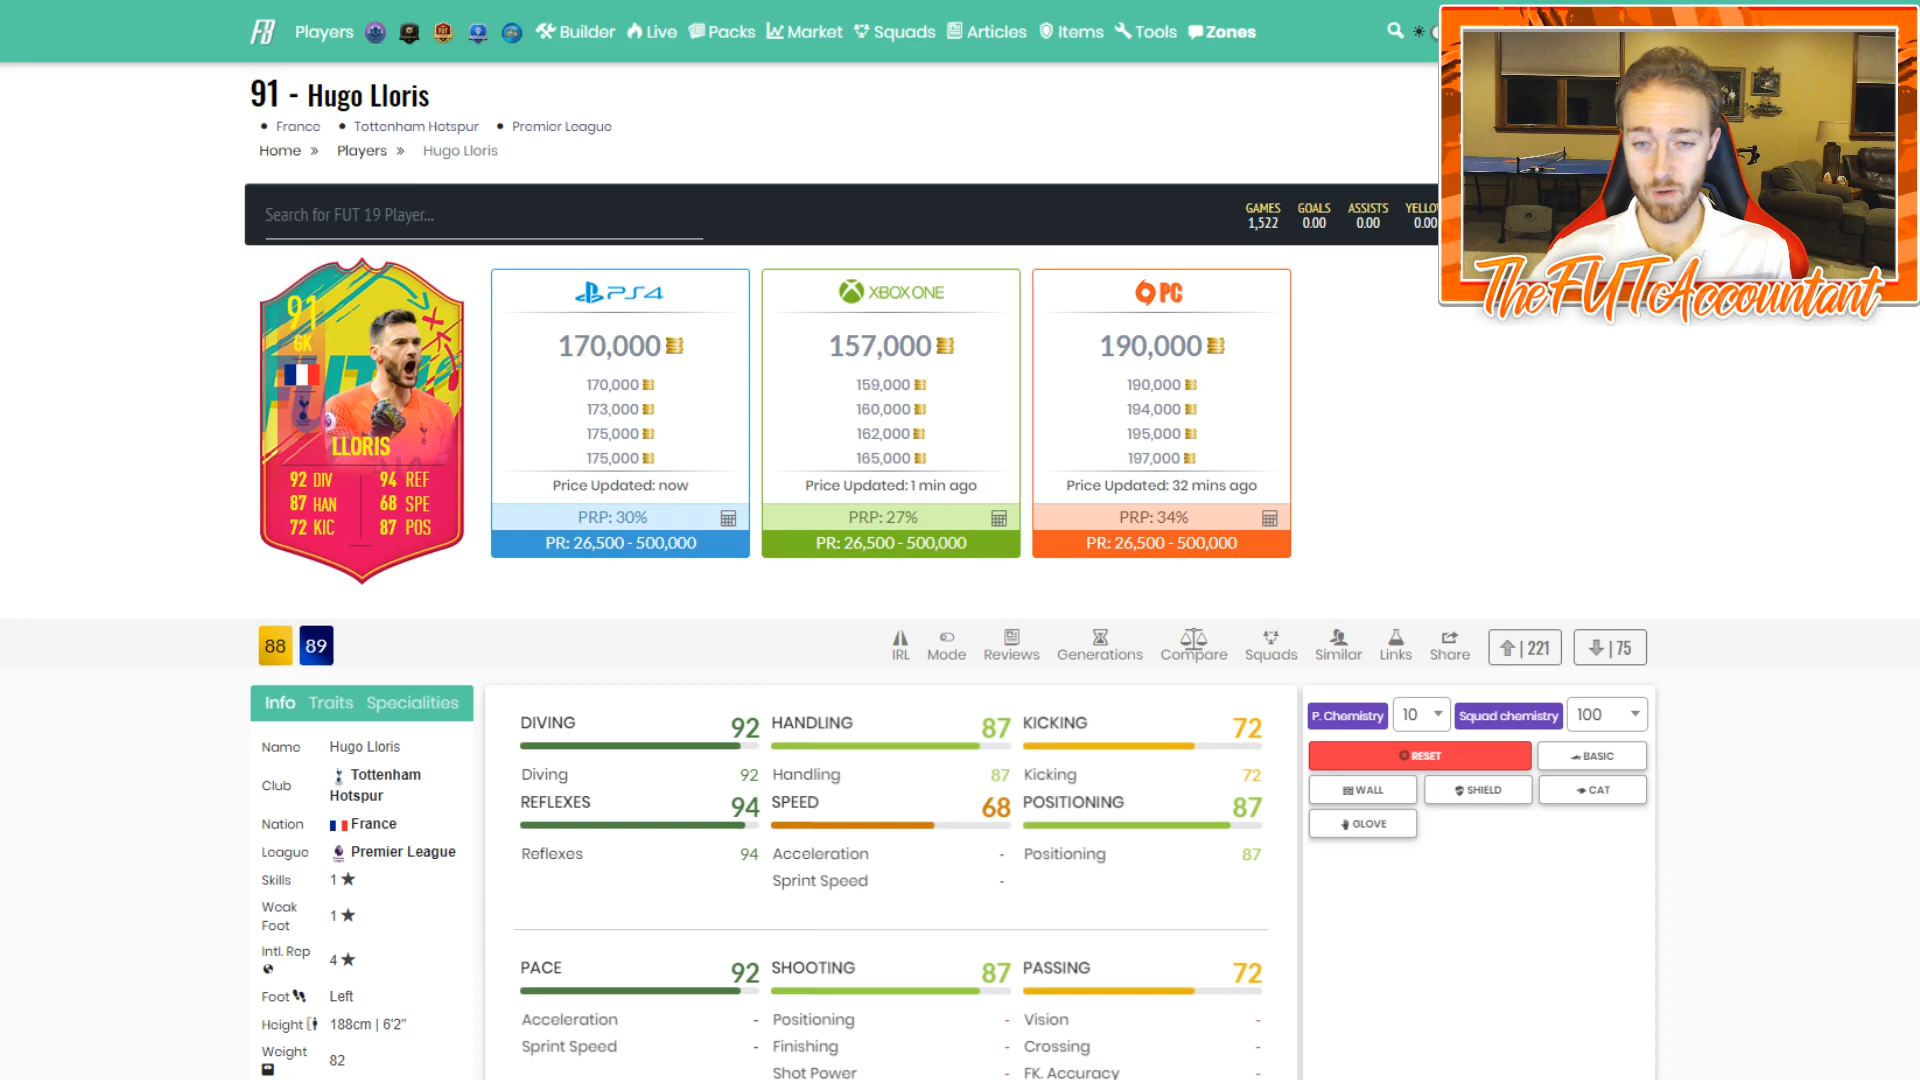 Players Builder Live Packs Market Squads Articles Items Tools Zones
91 - Hugo Lloris
France Tottenham Hotspur Premier League
Home » Players » Hugo Lloris
Search for FUT 19 Player...
GAMES GOALS ASSISTS YELLOW
1,522 0.00 0.00 0.00
TheFUTAccountant
91
GK
LLORIS
92 DIV 94 REF
87 HAN 68 SPE
72 KIC 87 POS
PS4
170,000
170,000
173,000
175,000
175,000
Price Updated: now
PRP: 30%
PR: 26,500 - 500,000
XBOX ONE
157,000
159,000
160,000
162,000
165,000
Price Updated: 1 min ago
PRP: 27%
PR: 26,500 - 500,000
PC
190,000
190,000
194,000
195,000
197,000
Price Updated: 32 mins ago
PRP: 34%
PR: 26,500 - 500,000
88 89
IRL Mode Reviews Generations Compare Squads Similar Links Share | 221 | 75
Info Traits Specialities
Name Hugo Lloris
Club Tottenham
Hotspur
Nation France
League Premier League
Skills 1 ★
Weak
Foot 1 ★
Intl. Rep 4 ★
Foot Left
Height 188cm | 6'2"
Weight 82
DIVING 92 HANDLING 87 KICKING 72
Diving 92 Handling 87 Kicking 72
REFLEXES 94 SPEED 68 POSITIONING 87
Reflexes 94 Acceleration - Positioning 87
Sprint Speed -
PACE 92 SHOOTING 87 PASSING 72
Acceleration - Positioning - Vision -
Sprint Speed - Finishing - Crossing -
Shot Power - FK. Accuracy -
P. Chemistry 10 Squad chemistry 100
RESET BASIC
WALL SHIELD CAT
GLOVE